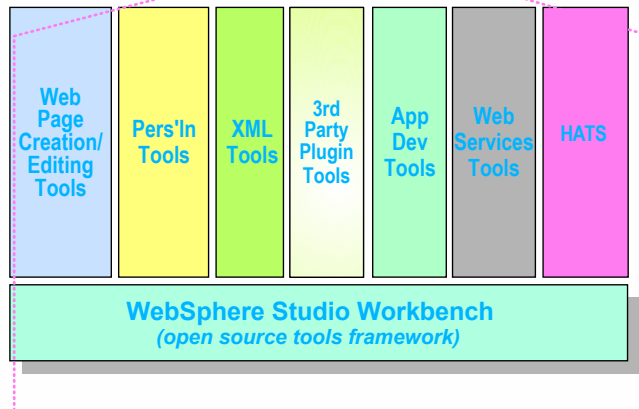 Web
Page
Creation/
Editing
Tools
Pers'ln
Tools
XML
Tools
3rd
Party
Plugin
Tools
App
Dev
Tools
Web
Services
Tools
HATS
WebSphere Studio Workbench
(open source tools framework)